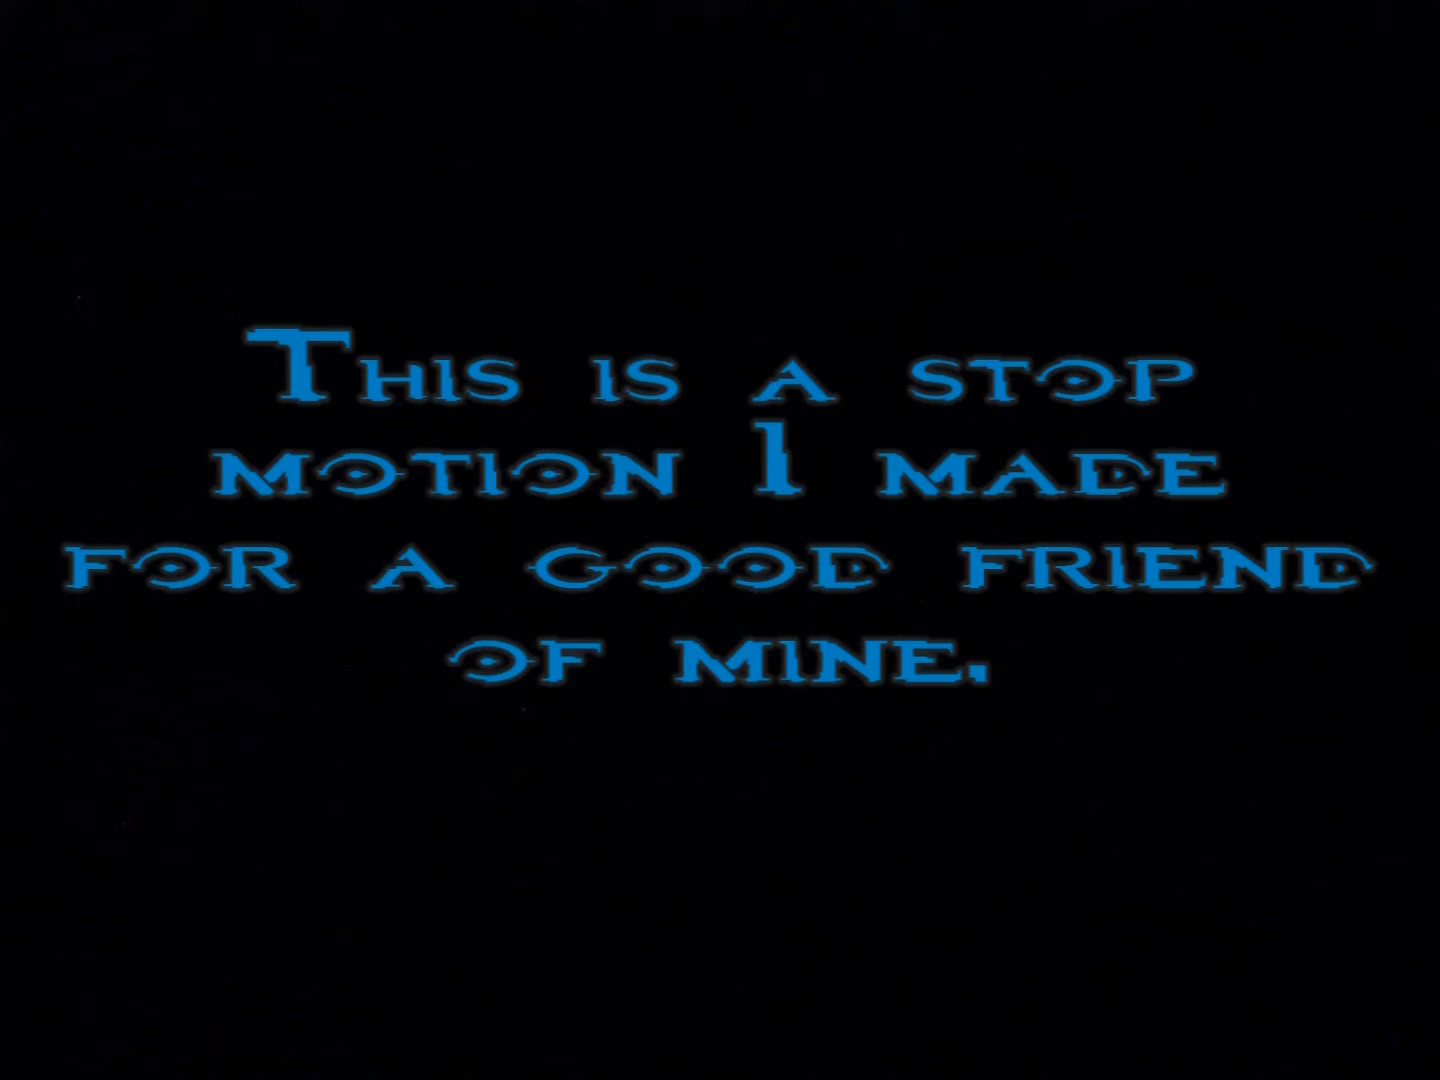 This is a stop
motion I made
for a good friend
of mine.